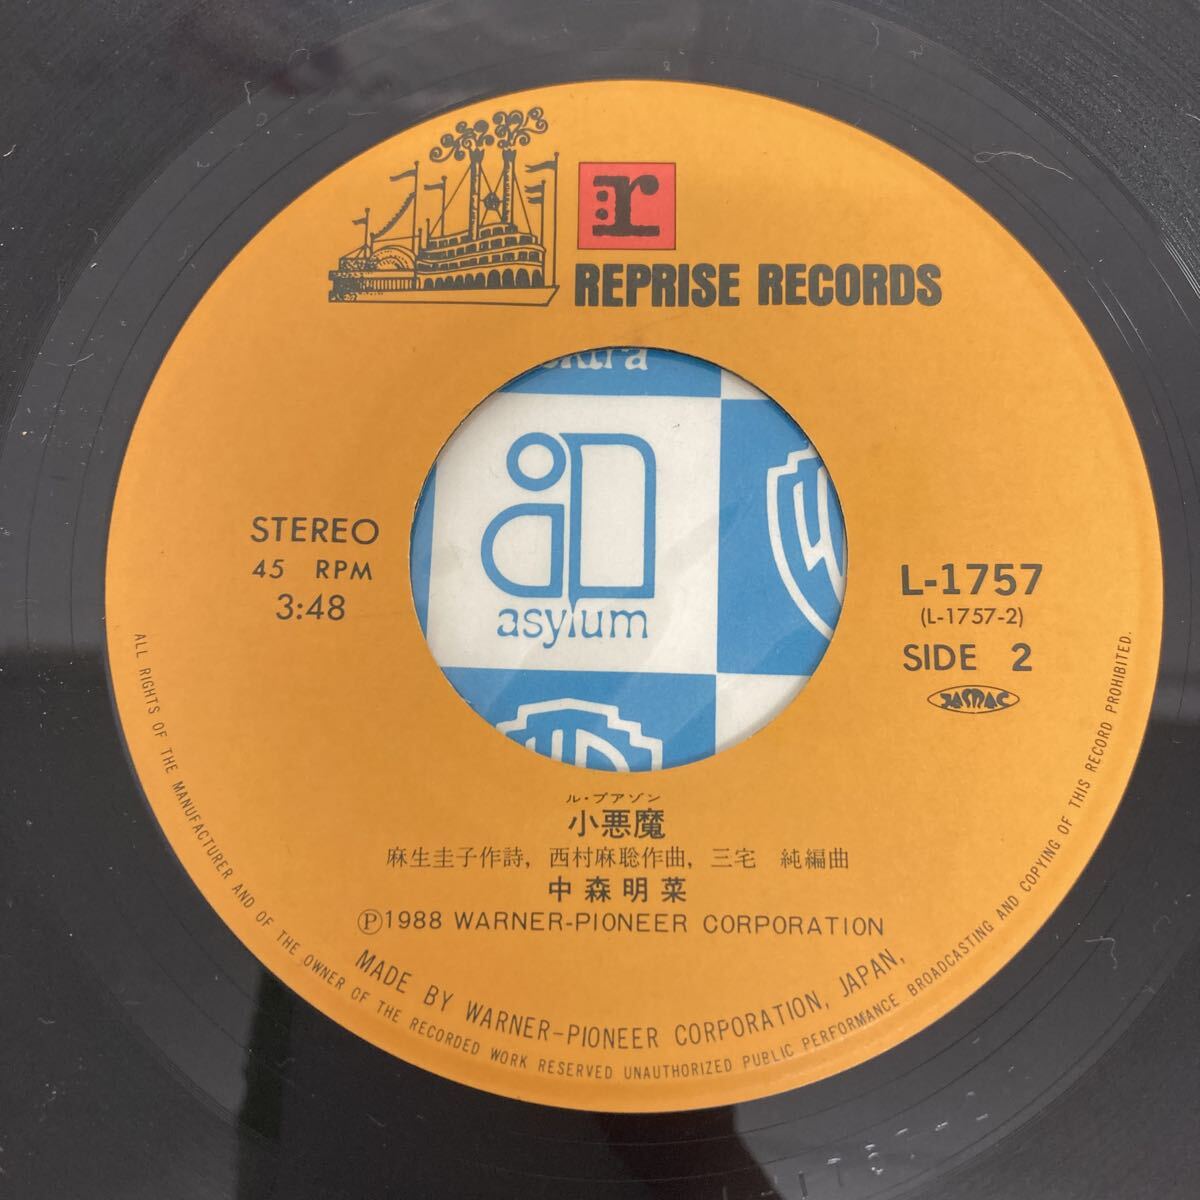 r
REPRISE RECORDS
ektra
asylum
STEREO
45 RPM
3:48
L-1757
(L-1757-2)
SIDE 2
JASRAC
ル・プアゾン
小悪魔
麻生圭子作詩, 西村麻聡作曲, 三宅 純編曲
中森明菜
Ⓟ1988 WARNER-PIONEER CORPORATION
MADE BY WARNER-PIONEER CORPORATION, JAPAN.
ALL RIGHTS OF THE MANUFACTURER AND OF THE OWNER OF THE RECORDED WORK RESERVED UNAUTHORIZED PUBLIC PERFORMANCE BROADCASTING AND COPYING OF THIS RECORD PROHIBITED.